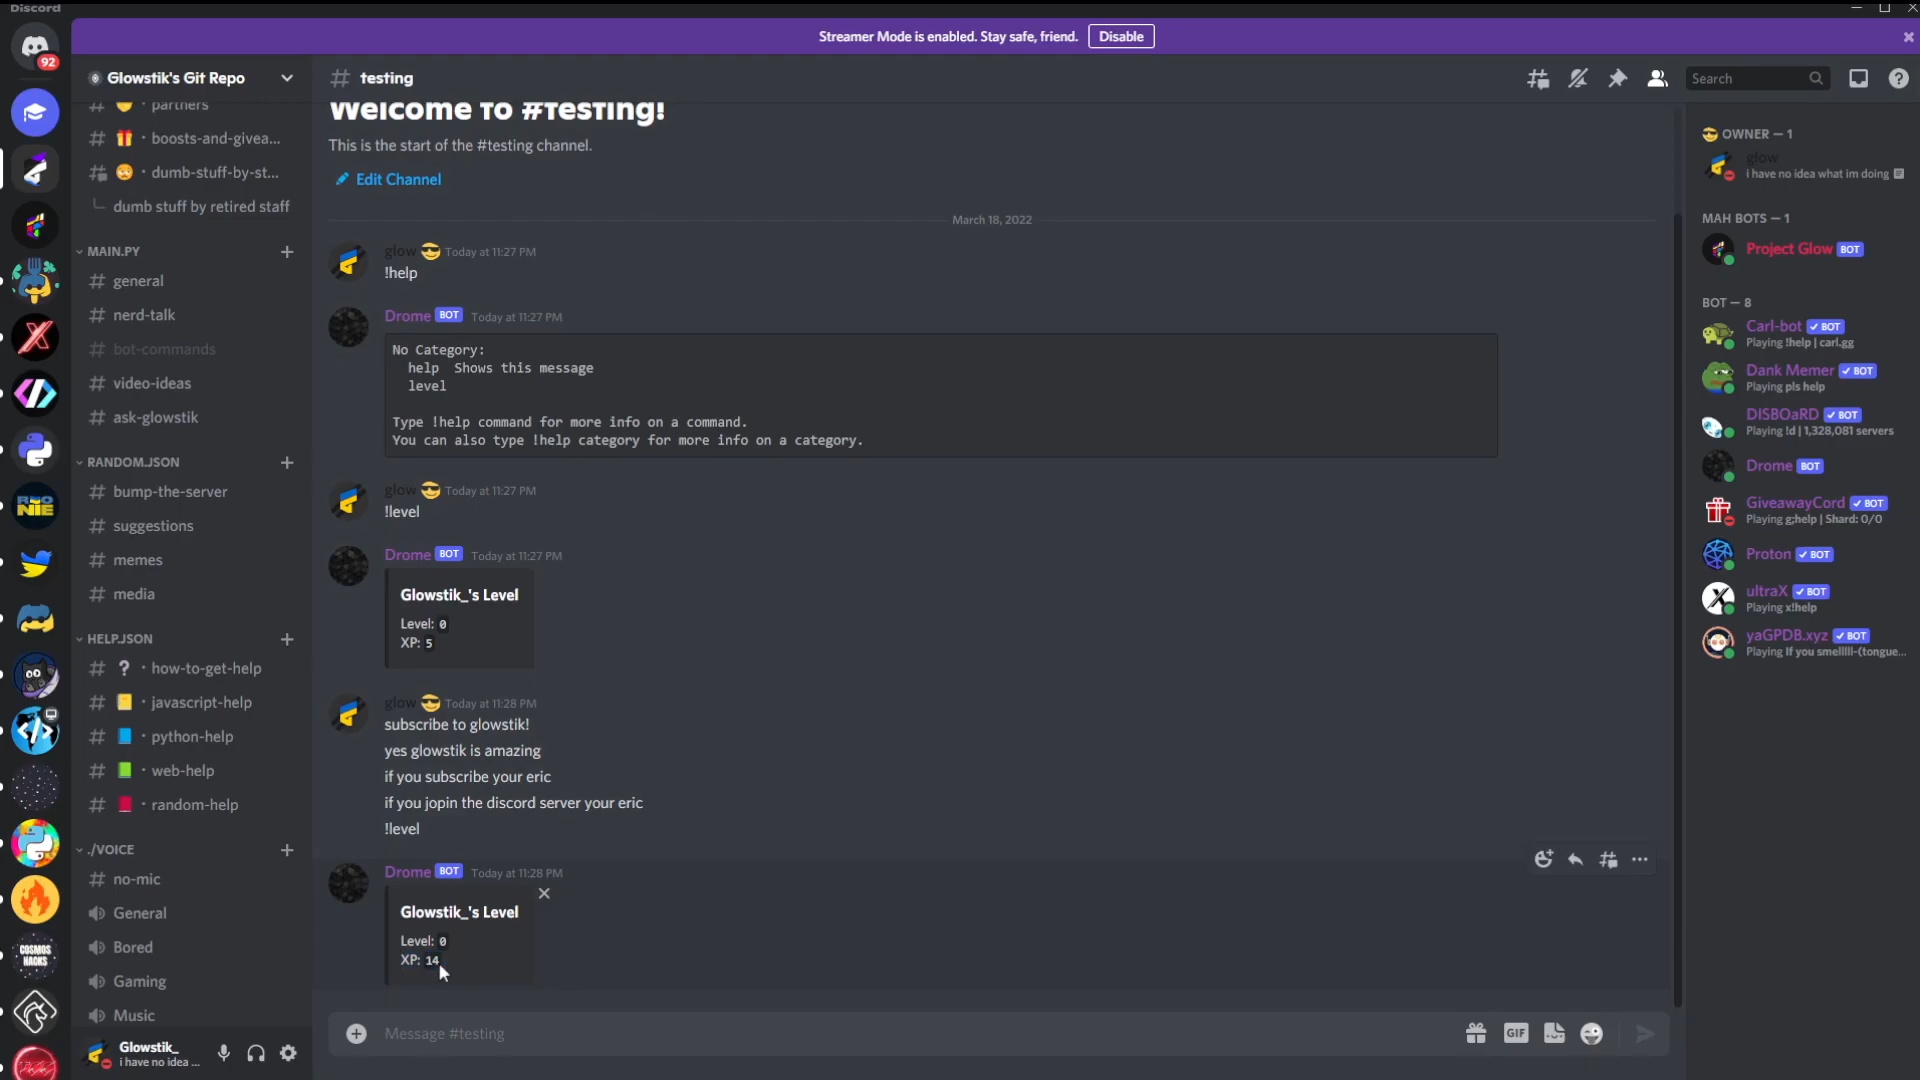 Discord
Streamer Mode is enabled. Stay safe, friend. Disable
92
Glowstik's Git Repo
partners
boosts-and-givea...
dumb-stuff-by-st...
dumb stuff by retired staff
MAIN.PY
general
nerd-talk
bot-commands
video-ideas
ask-glowstik
RANDOM.JSON
bump-the-server
suggestions
memes
media
HELP.JSON
how-to-get-help
javascript-help
python-help
web-help
random-help
./VOICE
no-mic
General
Bored
Gaming
Music
COSMOS
HACKS
Glowstik_
i have no idea ...
# testing
Search
Welcome to #testing!
This is the start of the #testing channel.
Edit Channel
March 18, 2022
glow Today at 11:27 PM
!help
Drome BOT Today at 11:27 PM
No Category:
help Shows this message
level
Type !help command for more info on a command.
You can also type !help category for more info on a category.
glow Today at 11:27 PM
!level
Drome BOT Today at 11:27 PM
Glowstik_'s Level
Level: 0
XP: 5
glow Today at 11:28 PM
subscribe to glowstik!
yes glowstik is amazing
if you subscribe your eric
if you jopin the discord server your eric
!level
Drome BOT Today at 11:28 PM
Glowstik_'s Level
Level: 0
XP: 14
Message #testing
GIF
OWNER — 1
glow
i have no idea what im doing
MAH BOTS — 1
Project Glow BOT
BOT — 8
Carl-bot ✓ BOT
Playing !help | carl.gg
Dank Memer ✓ BOT
Playing pls help
DISBOaRD ✓ BOT
Playing !d | 1,328,081 servers
Drome BOT
GiveawayCord ✓ BOT
Playing g;help | Shard: 0/0
Proton ✓ BOT
ultraX ✓ BOT
Playing x!help
yaGPDB.xyz ✓ BOT
Playing If you smelllll-(tongue...